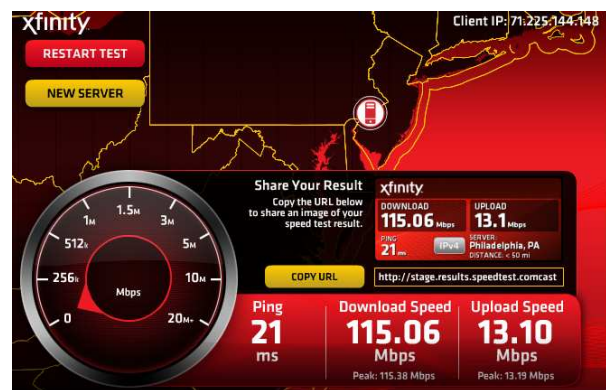 xfinity
Client IP: 71.225.144.148
RESTART TEST
NEW SERVER
Share Your Result
Copy the URL below
to share an image of your
speed test result.
COPY URL
xfinity
DOWNLOAD
115.06 Mbps
UPLOAD
13.1 Mbps
PING
21 ms
IPv4
SERVER:
Philadelphia, PA
DISTANCE: < 50 mi
http://stage.results.speedtest.comcast
0
256k
512k
1M
1.5M
3M
5M
10M
20M+
Mbps
Ping
21
ms
Download Speed
115.06
Mbps
Peak: 115.38 Mbps
Upload Speed
13.10
Mbps
Peak: 13.19 Mbps